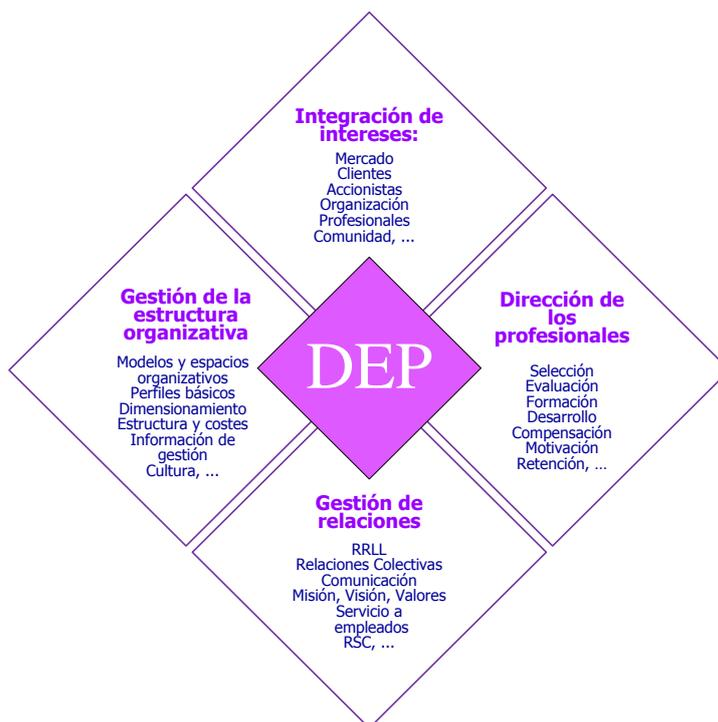 Integración de
intereses:
Mercado
Clientes
Accionistas
Organización
Profesionales
Comunidad, ...
Gestión de la
estructura
organizativa
Modelos y espacios
organizativos
Perfiles básicos
Dimensionamiento
Estructura y costes
Información de
gestión
Cultura, ...
DEP
Dirección de
los
profesionales
Selección
Evaluación
Formación
Desarrollo
Compensación
Motivación
Retención, ...
Gestión de
relaciones
RRLL
Relaciones Colectivas
Comunicación
Misión, Visión, Valores
Servicio a
empleados
RSC, ...